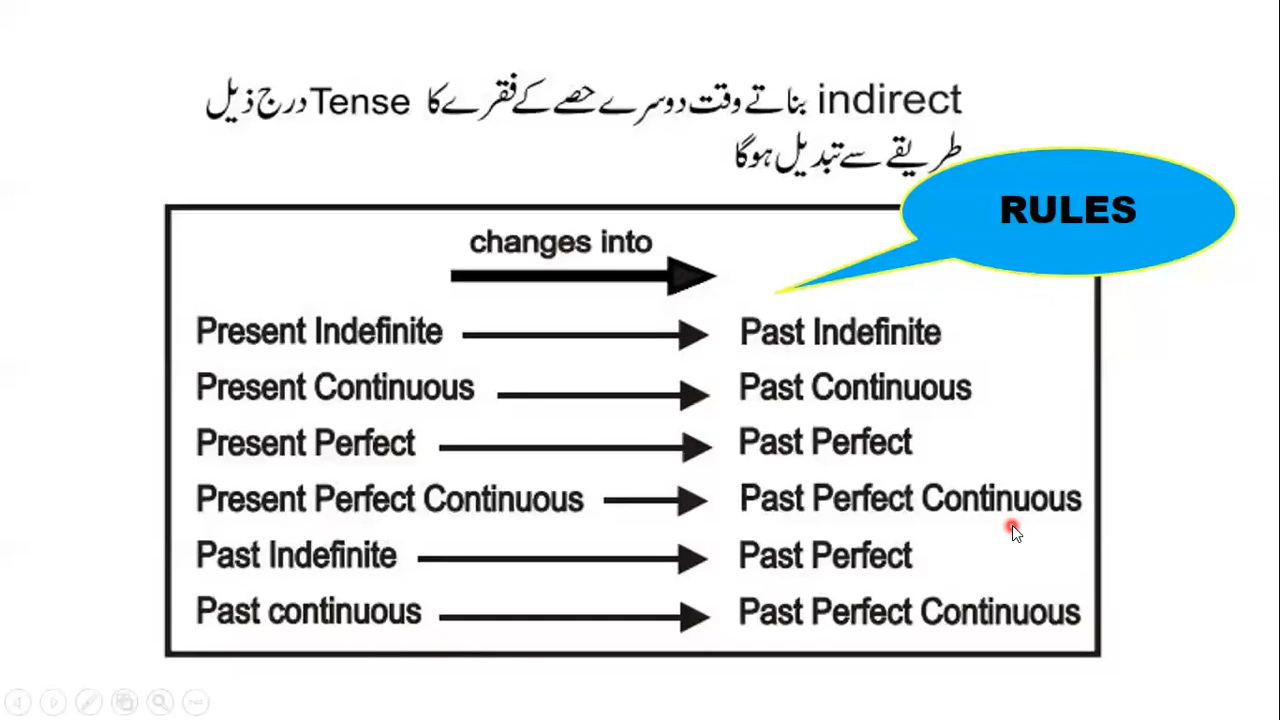 indirect بناتے وقت دوسرے حصے کے فقرے کا Tense درج ذیل
طریقے سے تبدیل ہوگا
RULES
changes into
Present Indefinite Past Indefinite
Present Continuous Past Continuous
Present Perfect Past Perfect
Present Perfect Continuous Past Perfect Continuous
Past Indefinite Past Perfect
Past continuous Past Perfect Continuous